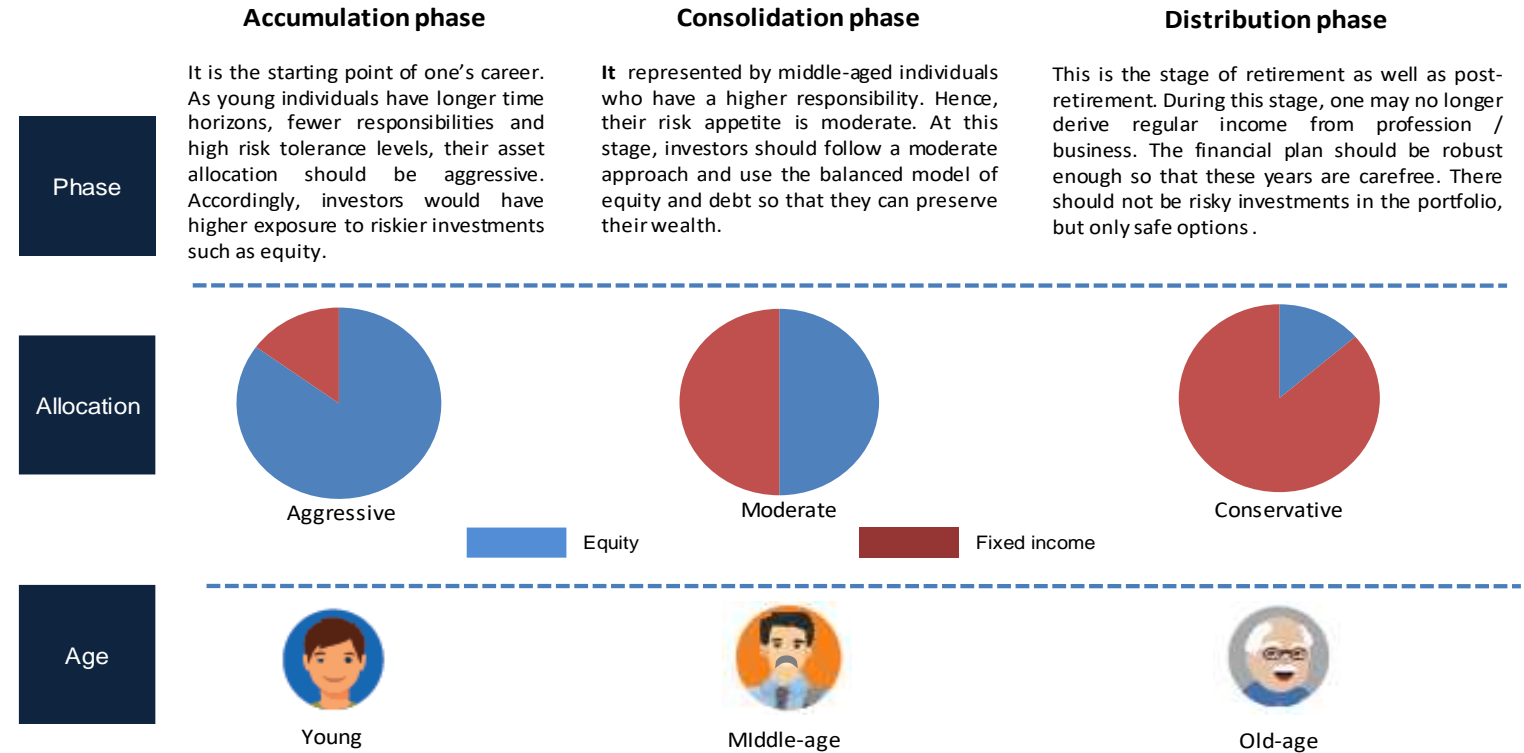 Accumulation phase
Consolidation phase
Distribution phase
Phase
It is the starting point of one's career.
As young individuals have longer time
horizons, fewer responsibilities and
high risk tolerance levels, their asset
allocation should be aggressive.
Accordingly, investors would have
higher exposure to riskier investments
such as equity.
It represented by middle-aged individuals
who have a higher responsibility. Hence,
their risk appetite is moderate. At this
stage, investors should follow a moderate
approach and use the balanced model of
equity and debt so that they can preserve
their wealth.
This is the stage of retirement as well as post-
retirement. During this stage, one may no longer
derive regular income from profession /
business. The financial plan should be robust
enough so that these years are carefree. There
should not be risky investments in the portfolio,
but only safe options .
Allocation
Aggressive
Moderate
Conservative
Equity
Fixed income
Age
Young
MIddle-age
Old-age